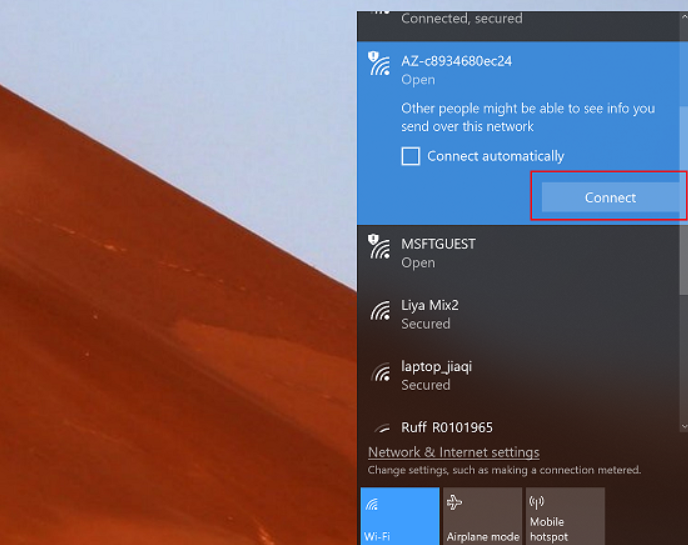 Connected, secured
AZ-c8934680ec24
Open
Other people might be able to see info you
send over this network
Connect automatically
Connect
MSFTGUEST
Open
Liya Mix2
Secured
laptop_jiaqi
Secured
Ruff_R0101965
Network & Internet settings
Change settings, such as making a connection metered.
Wi-Fi
Airplane mode
Mobile
hotspot